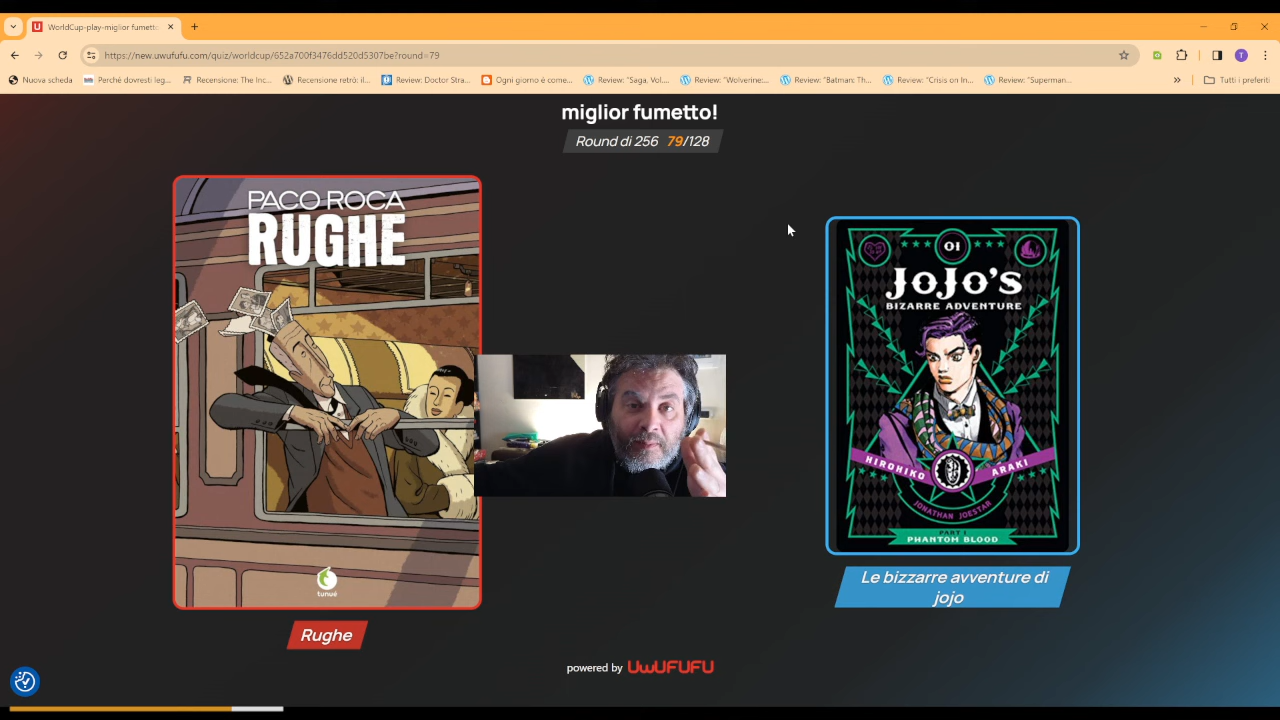 WorldCup-play-miglior fumetto
https://new.uwufufu.com/quiz/worldcup/652a700f3476dd520d5307be?round=79
T
Nuova scheda
Perché dovresti leg...
Recensione: The Inc...
Recensione retrò: il...
Review: Doctor Stra...
Ogni giorno è come...
Review: "Saga, Vol....
Review: "Wolverine:...
Review: "Batman: Th...
Review: "Crisis on In...
Review: "Superman...
Tutti i preferiti
miglior fumetto!
Round di 256 79/128
PACO ROCA
RUGHE
tunué
Rughe
01
JOJO'S
BIZARRE ADVENTURE
HIROHIKO ARAKI
JONATHAN JOESTAR
PART 1
PHANTOM BLOOD
Le bizzarre avventure di
jojo
powered by UwUFUFU